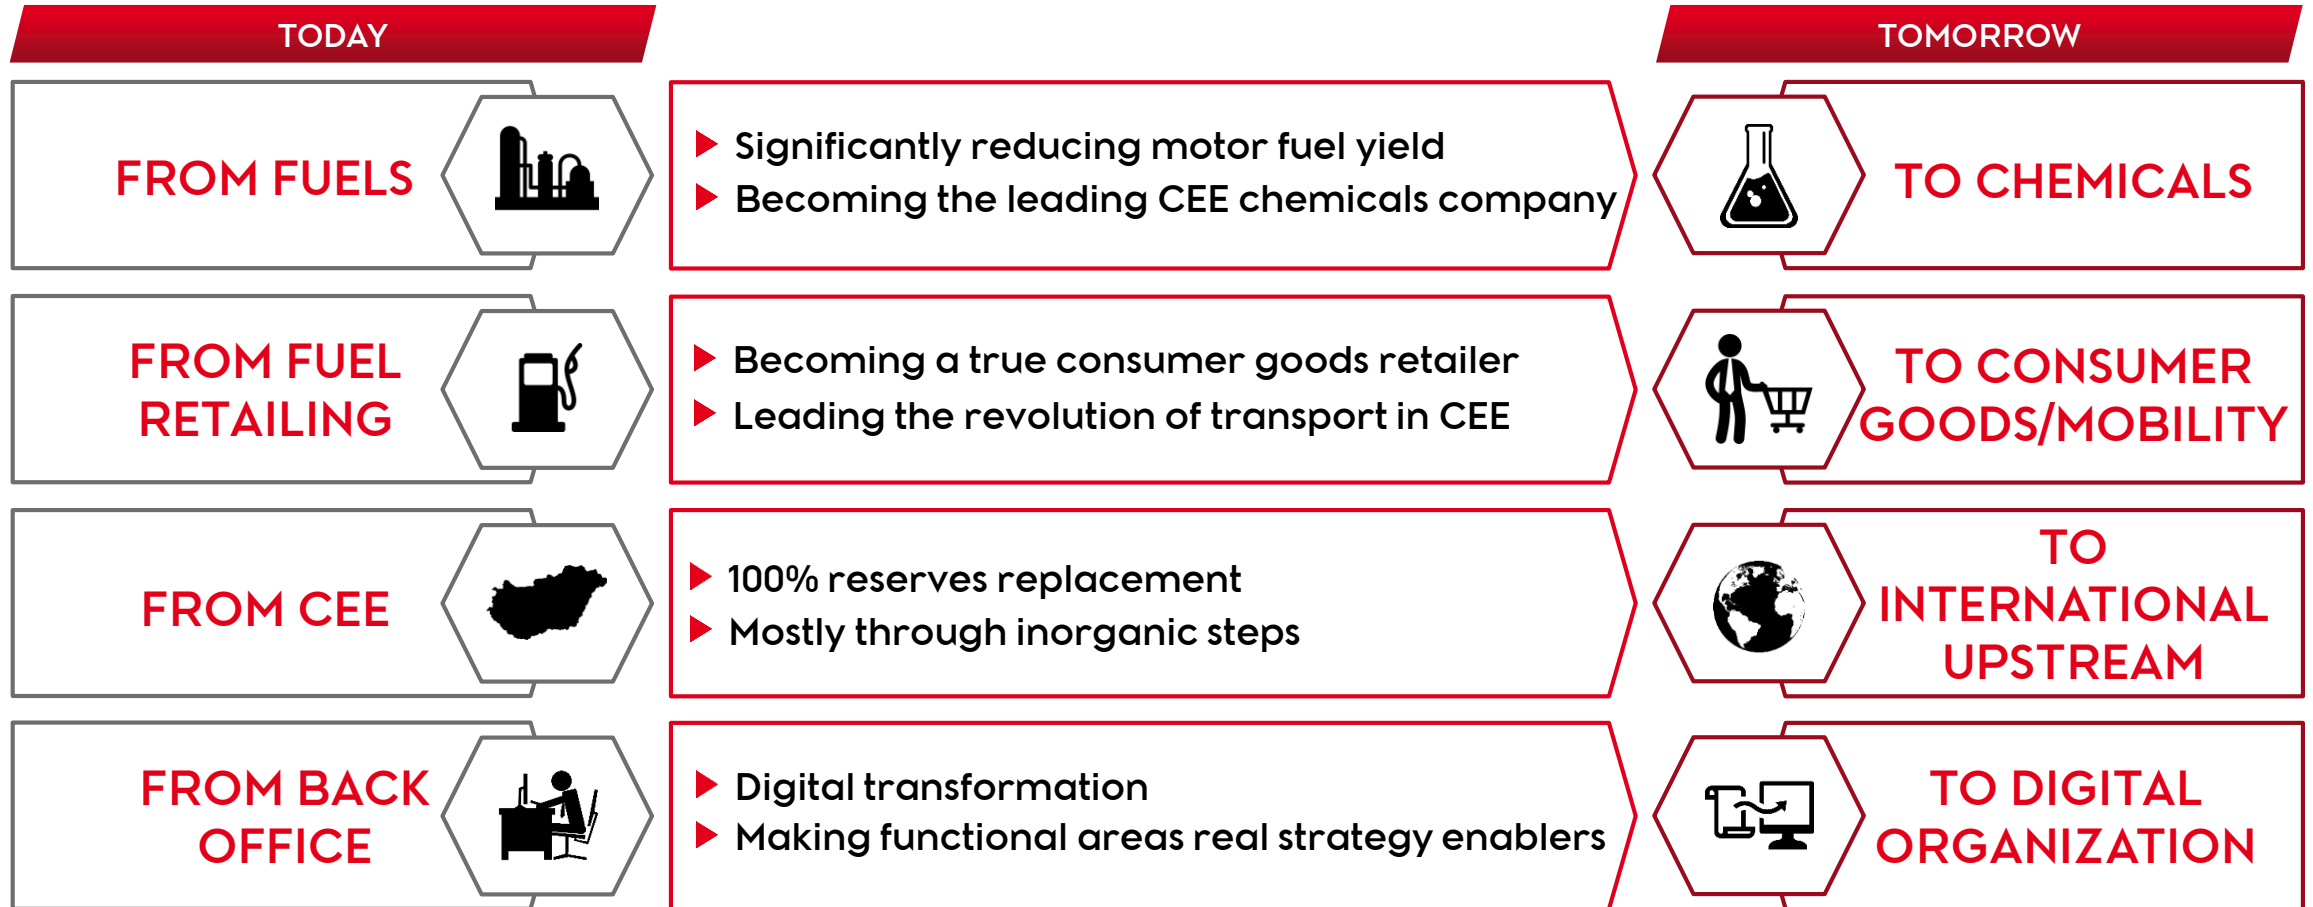 TODAY
TOMORROW
FROM FUELS
Significantly reducing motor fuel yield
Becoming the leading CEE chemicals company
TO CHEMICALS
FROM FUEL
RETAILING
Becoming a true consumer goods retailer
Leading the revolution of transport in CEE
TO CONSUMER
GOODS/MOBILITY
FROM CEE
100% reserves replacement
Mostly through inorganic steps
TO
INTERNATIONAL
UPSTREAM
FROM BACK
OFFICE
Digital transformation
Making functional areas real strategy enablers
TO DIGITAL
ORGANIZATION